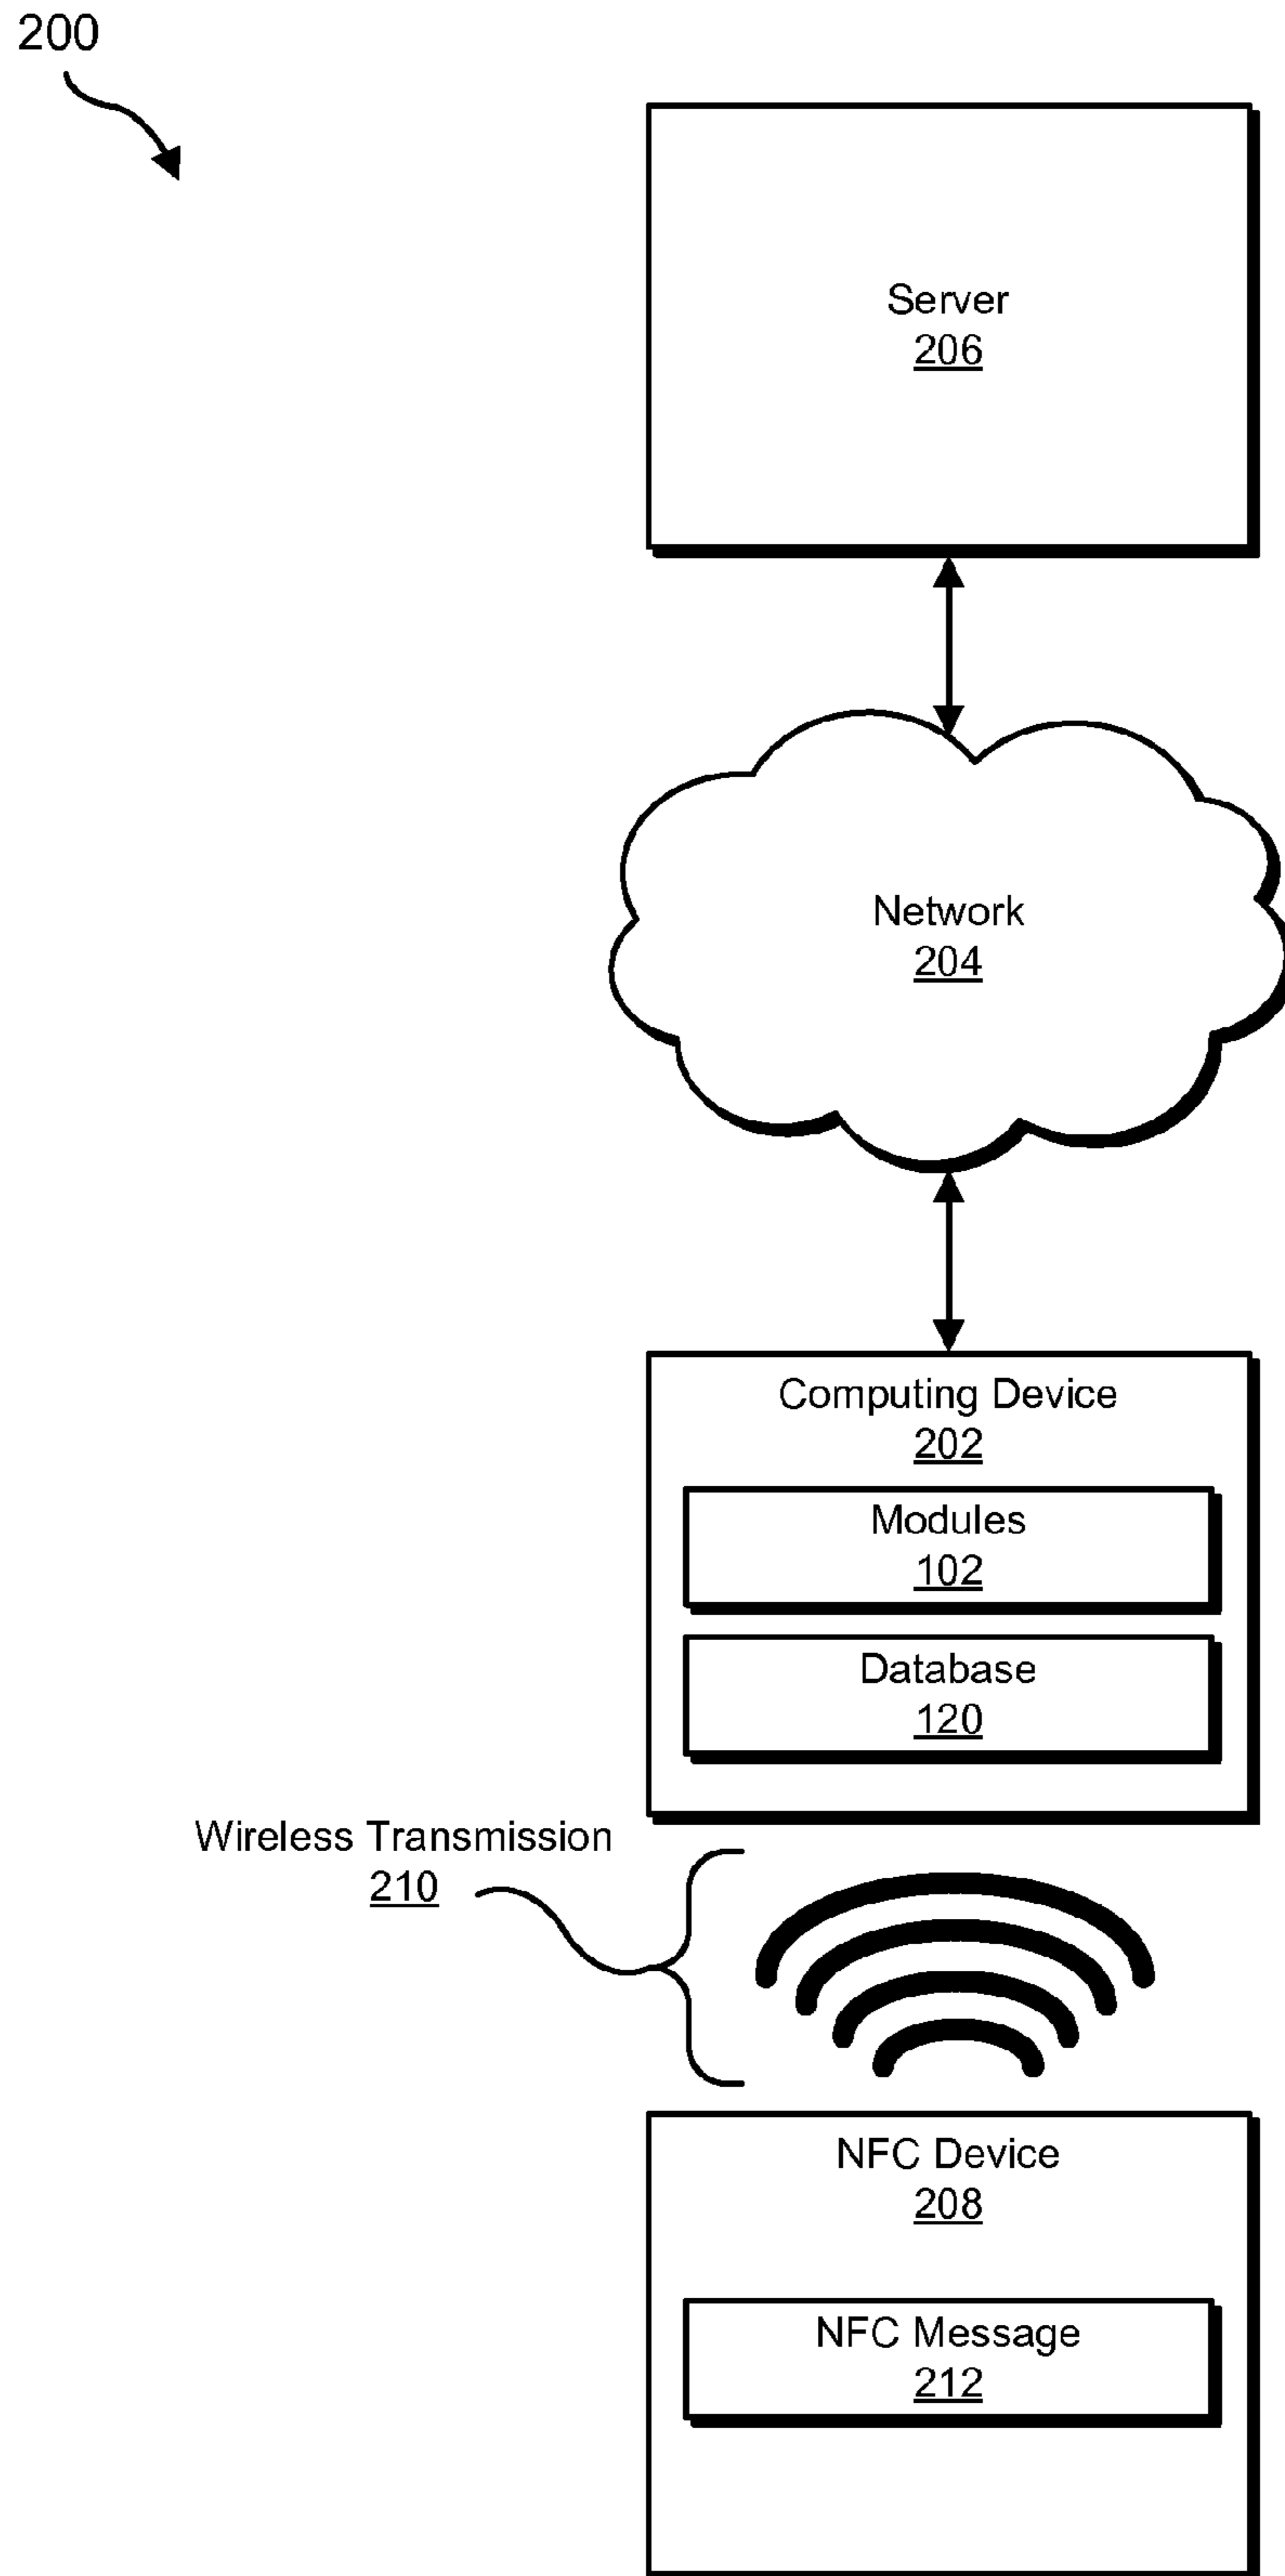 200
Server
206
Network
204
Computing Device
202
Modules
102
Database
120
Wireless Transmission
210
NFC Device
208
NFC Message
212